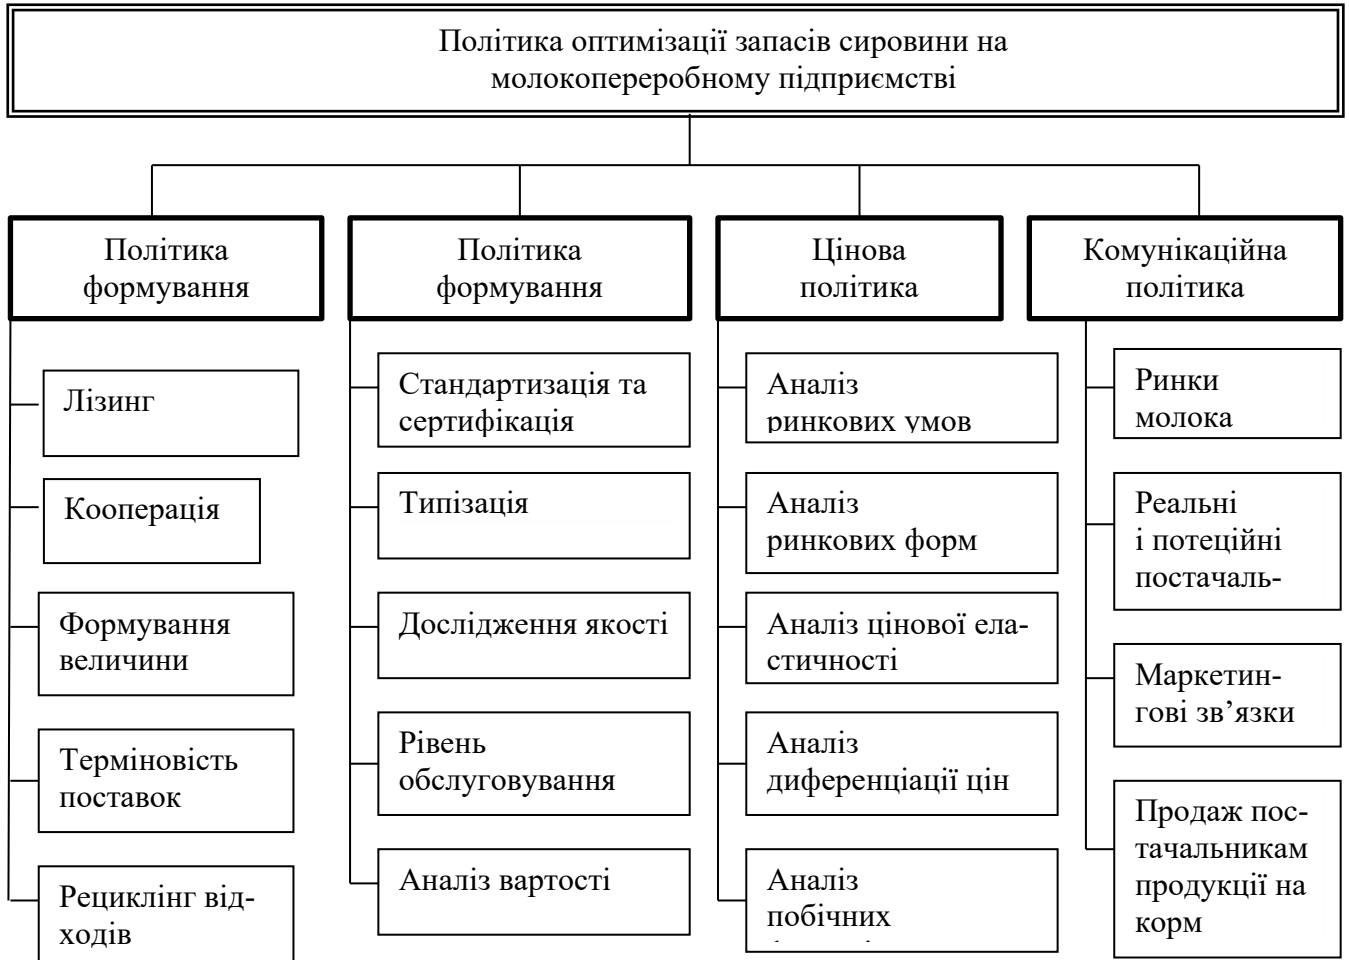 Політика оптимізації запасів сировини на
молокопереробному підприємстві
Політика
формування
Політика
формування
Цінова
політика
Комунікаційна
політика
Лізинг
Кооперація
Формування
величини
Терміновість
поставок
Рециклінг від-
ходів
Стандартизація та
сертифікація
Типізація
Дослідження якості
Рівень
обслуговування
Аналіз вартості
Аналіз
ринкових умов
Аналіз
ринкових форм
Аналіз цінової ела-
стичності
Аналіз
диференціації цін
Аналіз
побічних
Ринки
молока
Реальні
і потеційні
постачаль-
Маркетин-
гові зв’язки
Продаж пос-
тачальникам
продукції на
корм